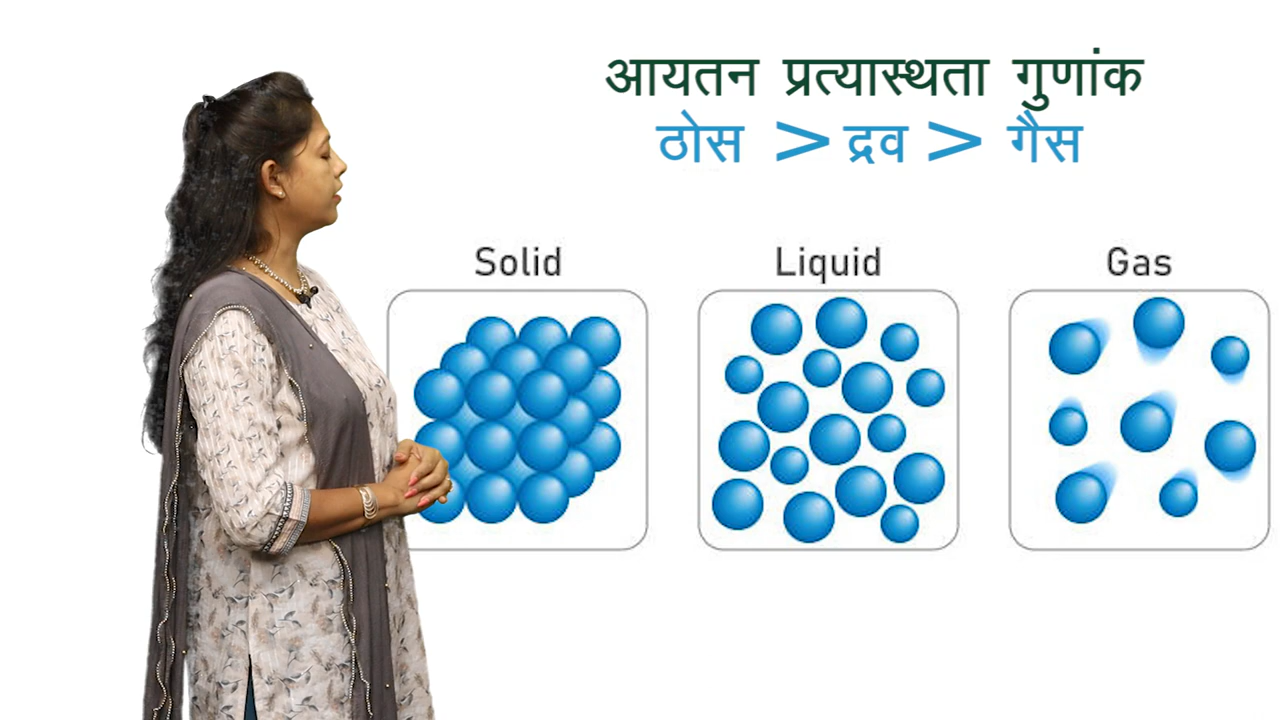 आयतन प्रत्यास्थता गुणांक
ठोस > द्रव > गैस
Solid Liquid Gas